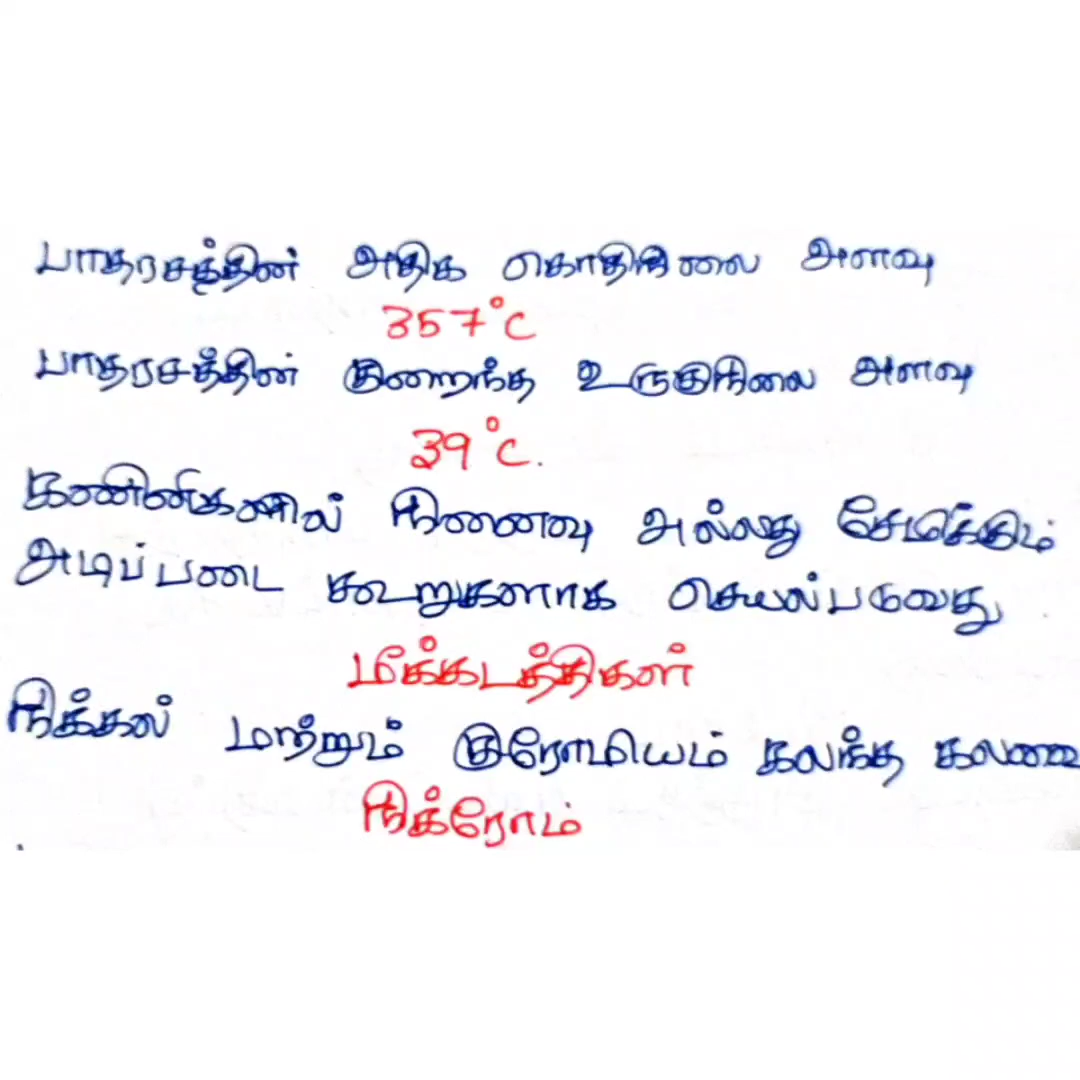 பாதரசத்தின் அதிக கொதிநிலை அளவு
357°C
பாதரசத்தின் குறைந்த உருகுநிலை அளவு
39°C.
கணினிகளில் நினைவு அல்லது சேமிக்கும்
அடிப்படை கூறுகளாக செயல்படுவது
மீக்கடத்திகள்
நிக்கல் மற்றும் குரோமியம் கலந்த கலவை
நிக்ரோம்